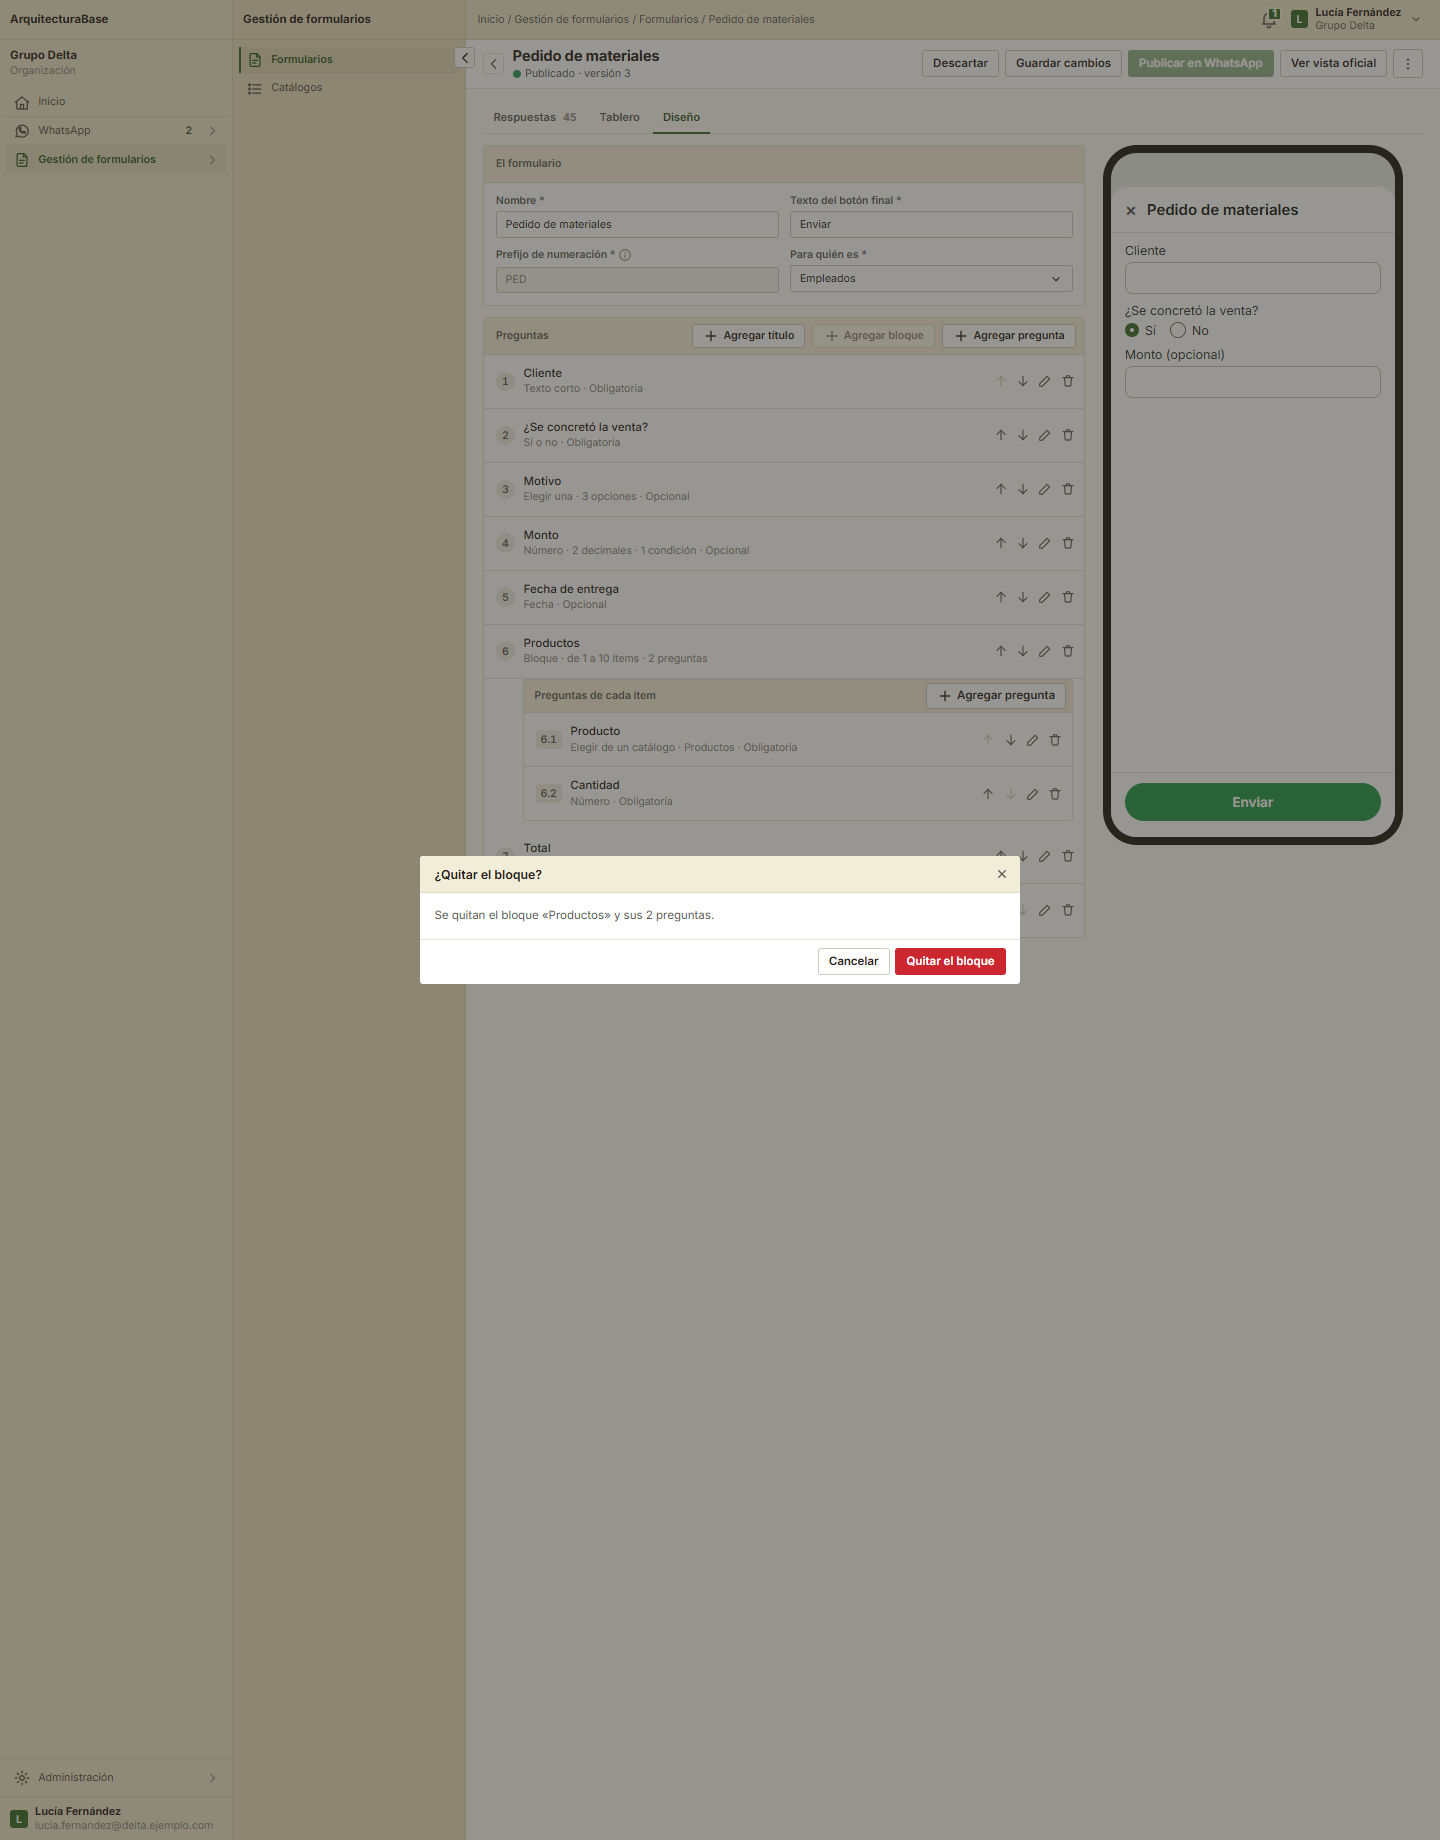 ArquitecturaBase
Grupo Delta
Organización
Inicio
WhatsApp 2
Gestión de formularios
Administración
L Lucía Fernández
lucia.fernandez@delta.ejemplo.com
Gestión de formularios
Formularios
Catálogos
Inicio / Gestión de formularios / Formularios / Pedido de materiales
1
L Lucía Fernández
Grupo Delta
Pedido de materiales
Publicado · versión 3
Descartar
Guardar cambios
Publicar en WhatsApp
Ver vista oficial
Respuestas 45
Tablero
Diseño
El formulario
Nombre *
Pedido de materiales
Texto del botón final *
Enviar
Prefijo de numeración *
PED
Para quién es *
Empleados
Preguntas
Agregar título
Agregar bloque
Agregar pregunta
1 Cliente
Texto corto · Obligatoria
2 ¿Se concretó la venta?
Sí o no · Obligatoria
3 Motivo
Elegir una · 3 opciones · Opcional
4 Monto
Número · 2 decimales · 1 condición · Opcional
5 Fecha de entrega
Fecha · Opcional
6 Productos
Bloque · de 1 a 10 ítems · 2 preguntas
Preguntas de cada ítem
Agregar pregunta
6.1 Producto
Elegir de un catálogo · Productos · Obligatoria
6.2 Cantidad
Número · Obligatoria
Total
¿Quitar el bloque?
Se quitan el bloque «Productos» y sus 2 preguntas.
Cancelar
Quitar el bloque
Pedido de materiales
Cliente
¿Se concretó la venta?
Sí No
Monto (opcional)
Enviar